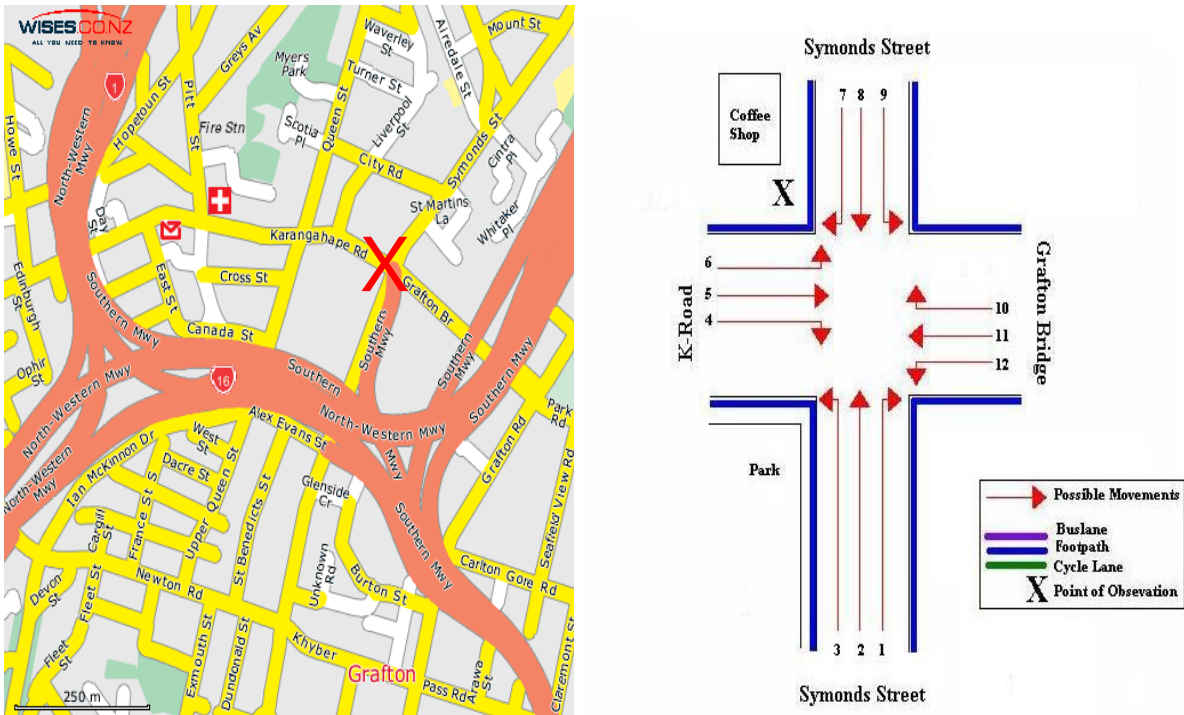 WISES.CO.NZ
ALL YOU NEED TO KNOW
Mount St
Waverley
St
Airedale St
Greys Av
Myers
Park
Turner St
1
Pitt
St
Hopetoun St
Queen St
Liverpool
St
Symonds St
Howe St
North-Western
Mwy
Fire Stn
Scotia
Pl
Cintra
Pl
City Rd
St Martins
La
Whitaker
Pl
Day
St
Karangahape Rd
X
Cross St
Grafton Br
East St
Edinburgh
St
Southern Mwy
Canada St
Southern
Mwy
Southern
Mwy
Southern Mwy
Ophir
St
North-Western Mwy
16
Southern
North-Western Mwy
Mwy
Park
Rd
Alex Evans St
West
St
Dacre St
Grafton Rd
North-Western
Mwy
Ian McKinnon Dr
Upper Queen St
Glenside
Cr
Southern Mwy
Seafield View Rd
Cargill
St
France St S
St Benedicts St
Unknown
Rd
Burton St
Carlton Gore Rd
Devon
St
Fleet St
Newton Rd
Fleet
St
Exmouth St
Dundonald St
Khyber
Pass Rd
Grafton
Arawa
St
Claremont St
250 m
Symonds Street
Coffee
Shop
7 8 9
X
6
5
4
K-Road
10
11
12
Grafton Bridge
Park
3 2 1
Symonds Street
Possible Movements
Buslane
Footpath
Cycle Lane
X Point of Obsevation